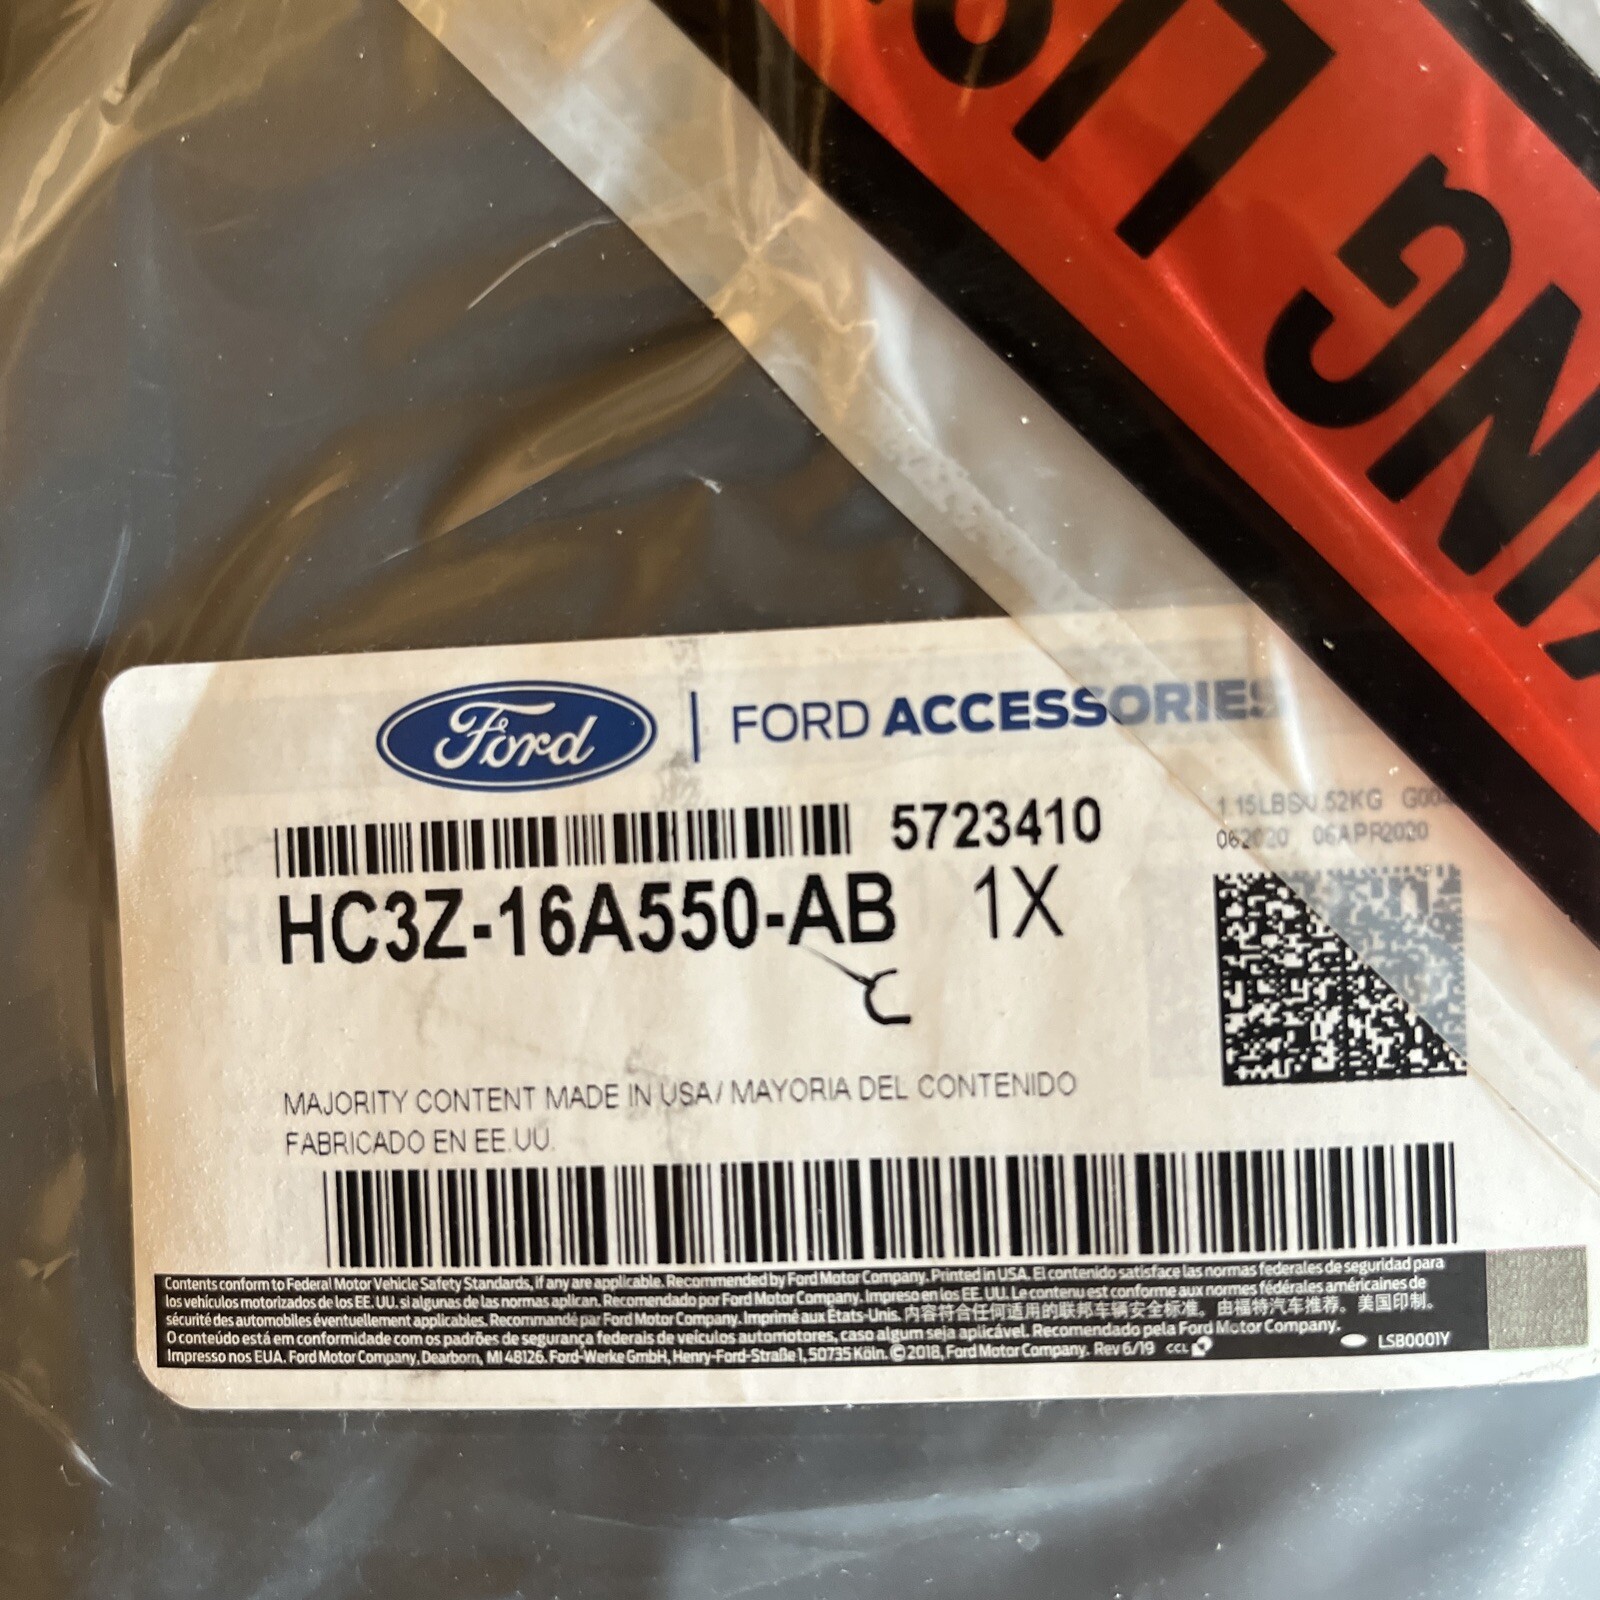 Ford | FORD ACCESSORIES
5723410
HC3Z-16A550-AB 1X
C
1.15LBS0.52KG
062020 06APR2020
MAJORITY CONTENT MADE IN USA/ MAYORIA DEL CONTENIDO
FABRICADO EN EE.UU.
Contents conform to Federal Motor Vehicle Safety Standards, if any are applicable. Recommended by Ford Motor Company. Printed in USA. El contenido satisface las normas federales de seguridad para
los vehículos motorizados de los EE. UU. si algunas de las normas aplican. Recomendado por Ford Motor Company. Impreso en los EE. UU. Le contenu est conforme aux normes fédérales américaines de
sécurité des automobiles éventuellement applicables. Recommandé par Ford Motor Company. Imprimé aux États-Unis. 内容符合任何适用的联邦车辆安全标准。由福特汽车推荐。美国印制。
O conteúdo está em conformidade com os padrões de segurança federais de veículos automotores, caso algum seja aplicável. Recomendado pela Ford Motor Company.
Impresso nos EUA. Ford Motor Company, Dearborn, MI 48126. Ford-Werke GmbH, Henry-Ford-Straße 1, 50735 Köln. ©2018, Ford Motor Company. Rev 6/19 CCL
LSB0001Y